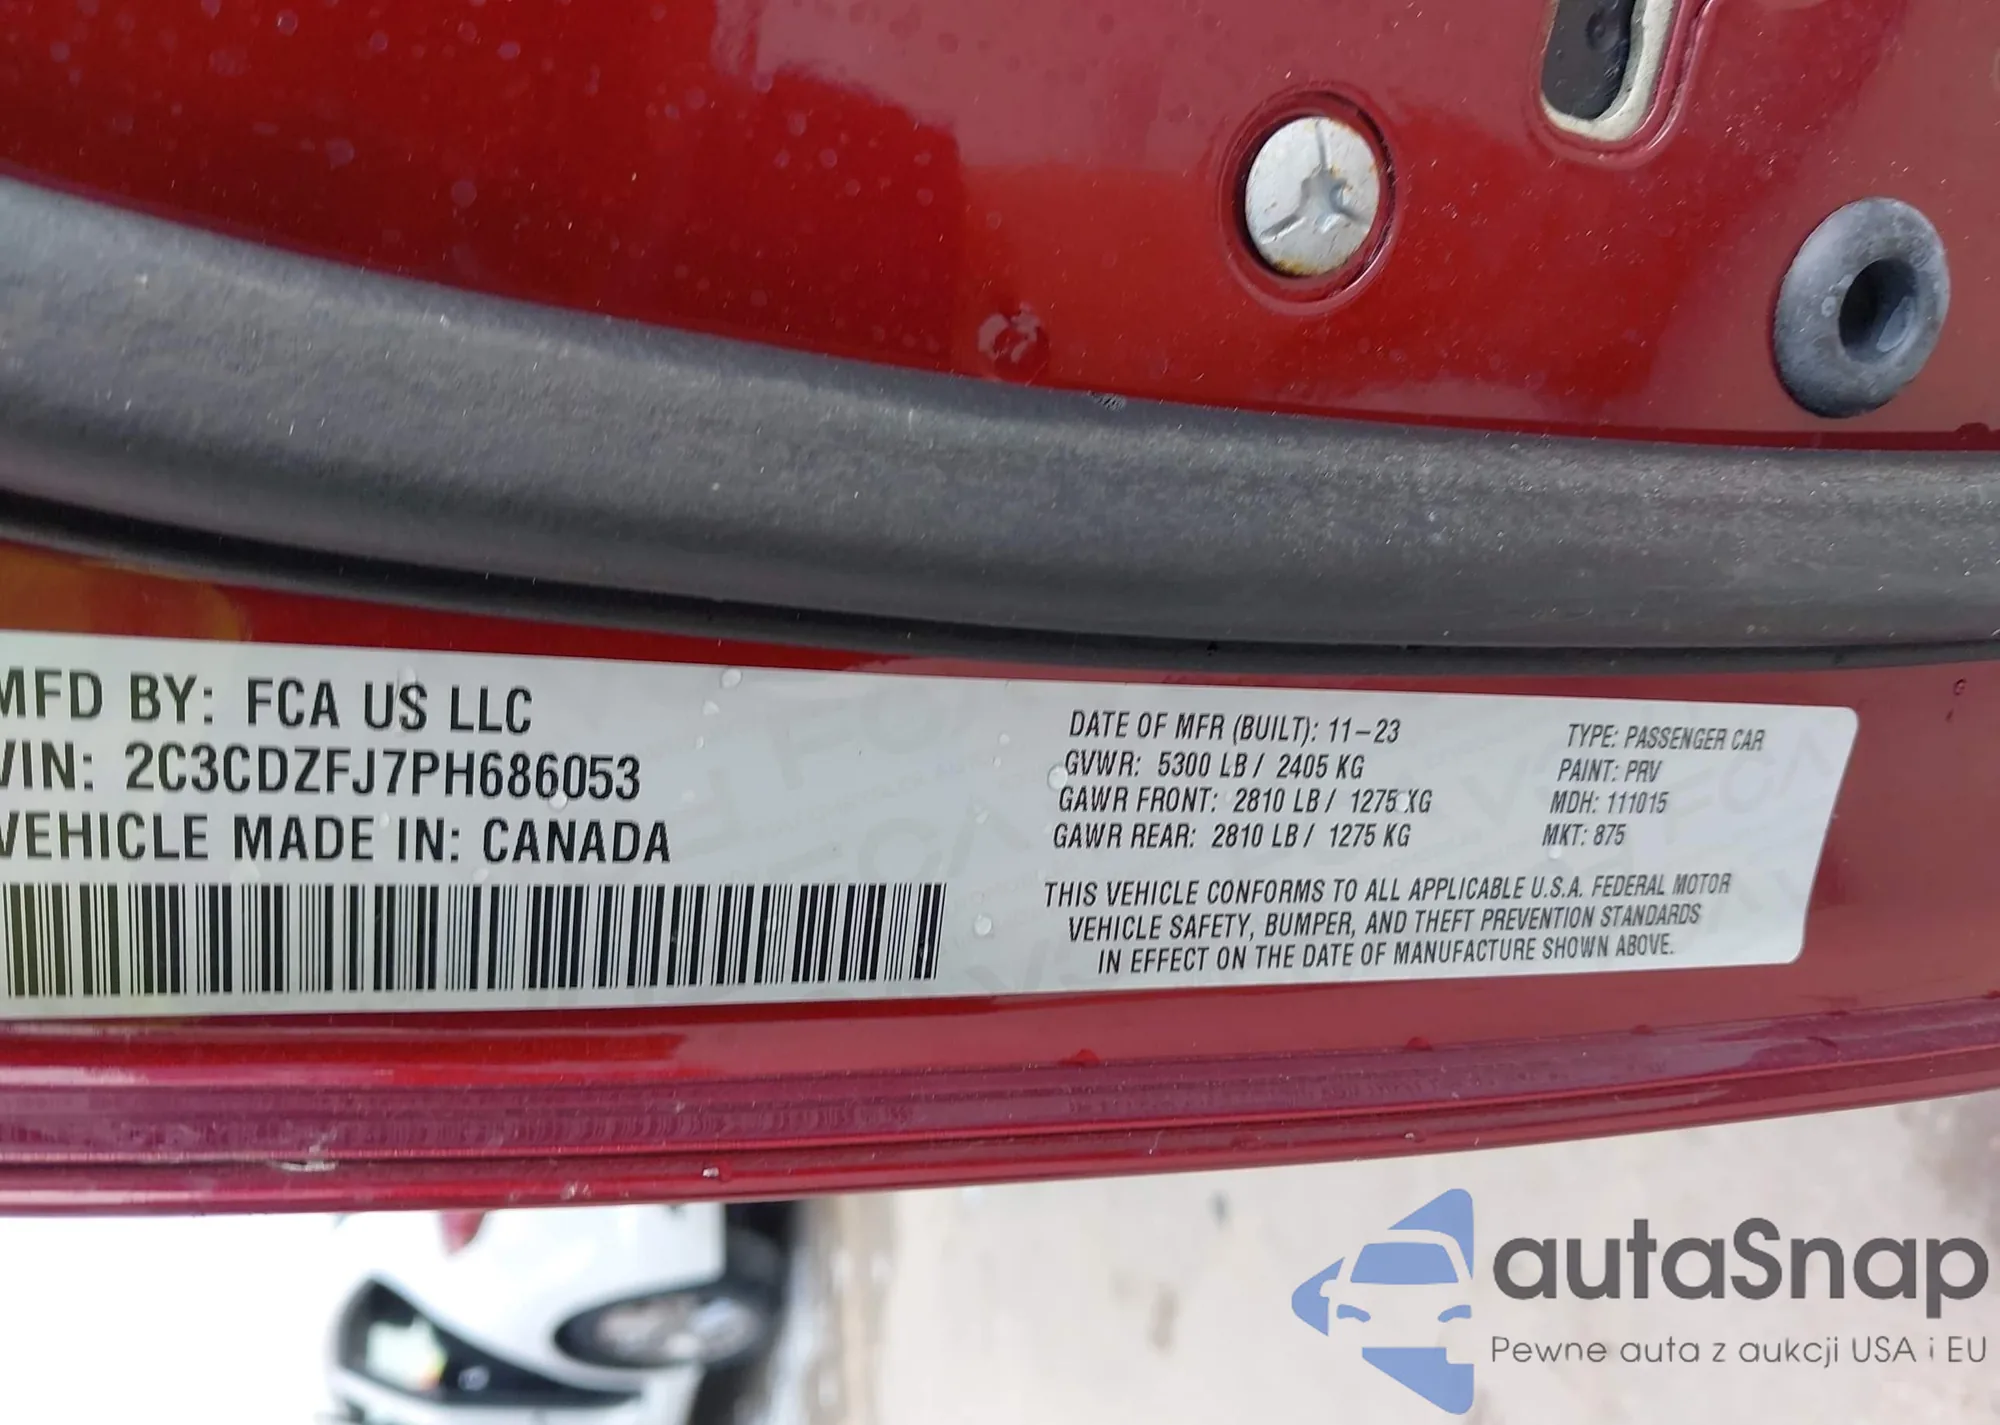 MFD BY: FCA US LLC
VIN: 2C3CDZFJ7PH686053
VEHICLE MADE IN: CANADA
DATE OF MFR (BUILT): 11-23
GVWR: 5300 LB / 2405 KG
GAWR FRONT: 2810 LB / 1275 KG
GAWR REAR: 2810 LB / 1275 KG
TYPE: PASSENGER CAR
PAINT: PRV
MDH: 111015
MKT: 875
THIS VEHICLE CONFORMS TO ALL APPLICABLE U.S.A. FEDERAL MOTOR
VEHICLE SAFETY, BUMPER, AND THEFT PREVENTION STANDARDS
IN EFFECT ON THE DATE OF MANUFACTURE SHOWN ABOVE.
autaSnap
Pewne auta z aukcji USA i EU